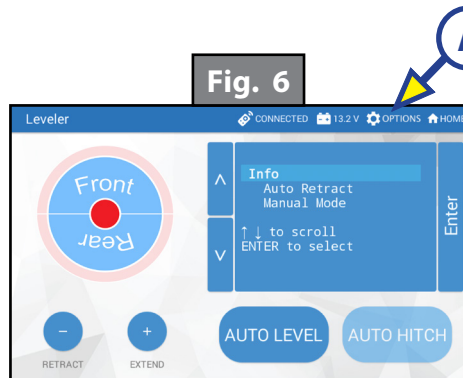 Fig. 6
Leveler
CONNECTED 13.2 V OPTIONS HOME
Front
Rear
Info
Auto Retract
Manual Mode
↑ ↓ to scroll
ENTER to select
Enter
− +
RETRACT EXTEND
AUTO LEVEL AUTO HITCH